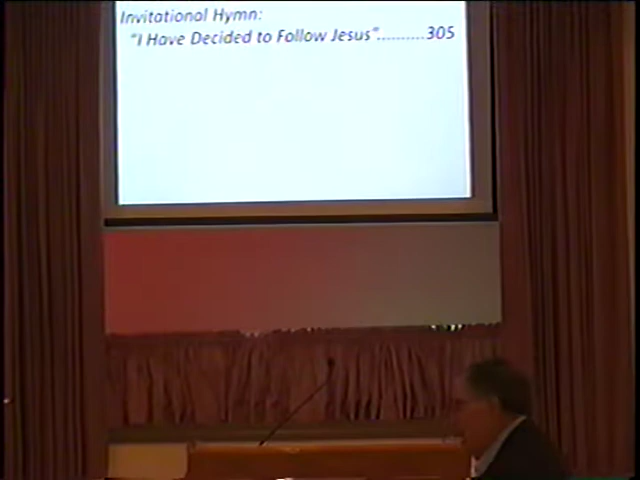 Invitational Hymn:
"I Have Decided to Follow Jesus"..........305